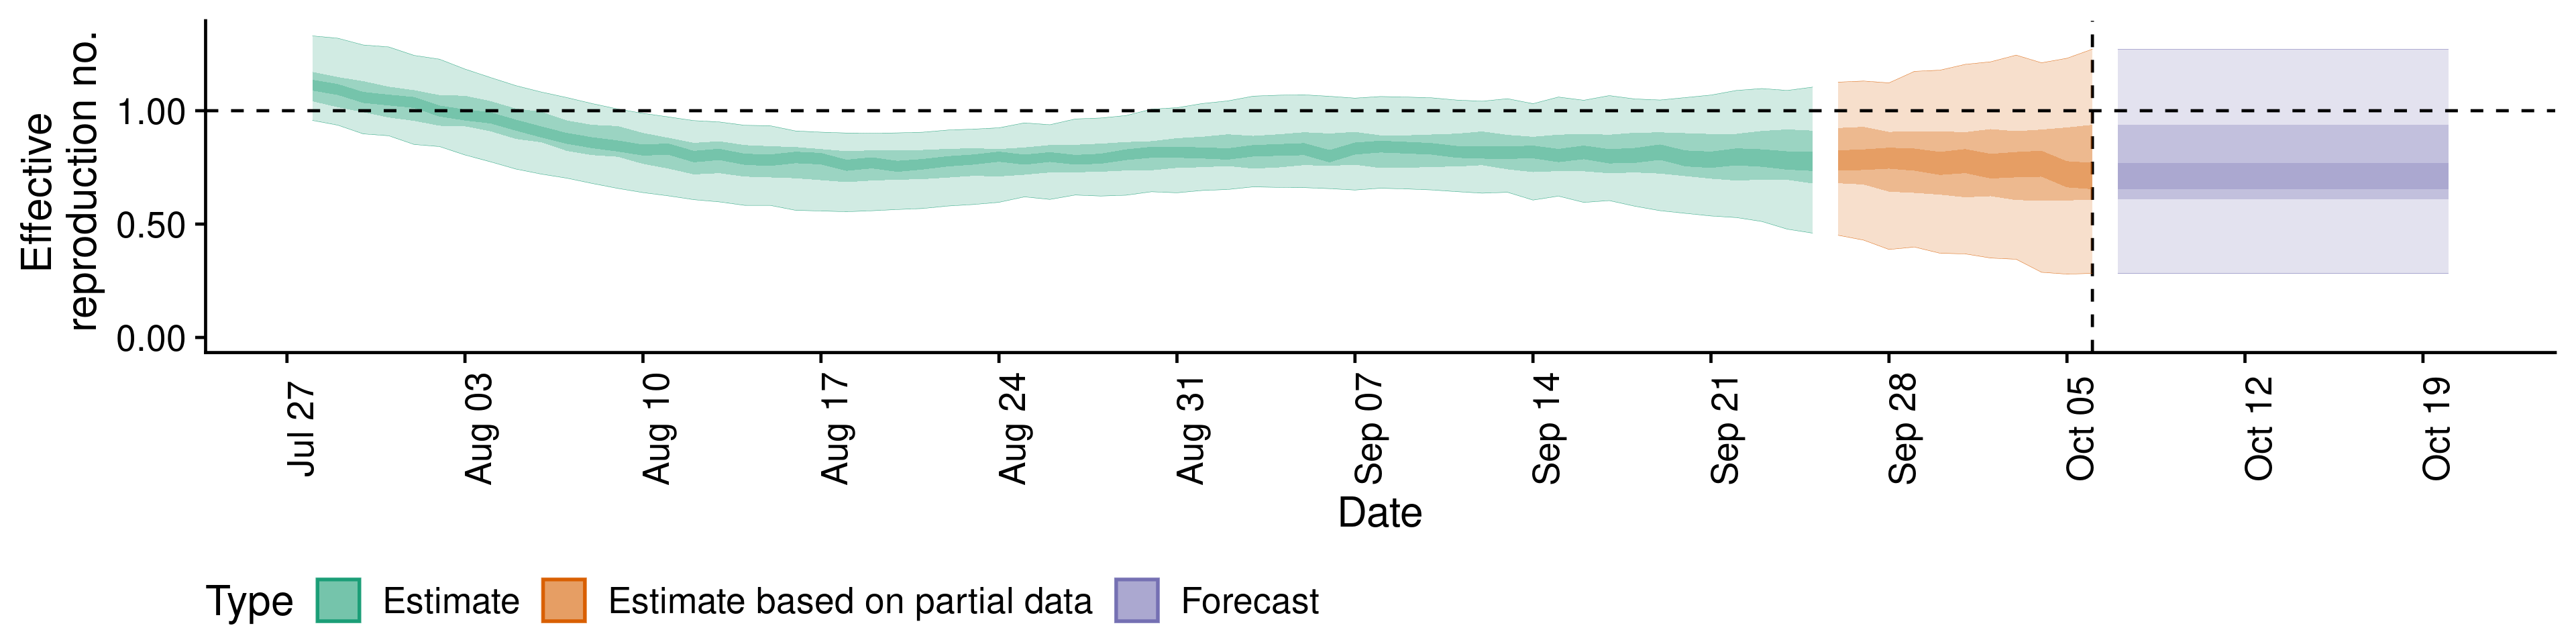 Effective
reproduction no.
1.00
0.50
0.00
Jul 27
Aug 03
Aug 10
Aug 17
Aug 24
Aug 31
Sep 07
Sep 14
Sep 21
Sep 28
Oct 05
Oct 12
Oct 19
Date
Type Estimate Estimate based on partial data Forecast